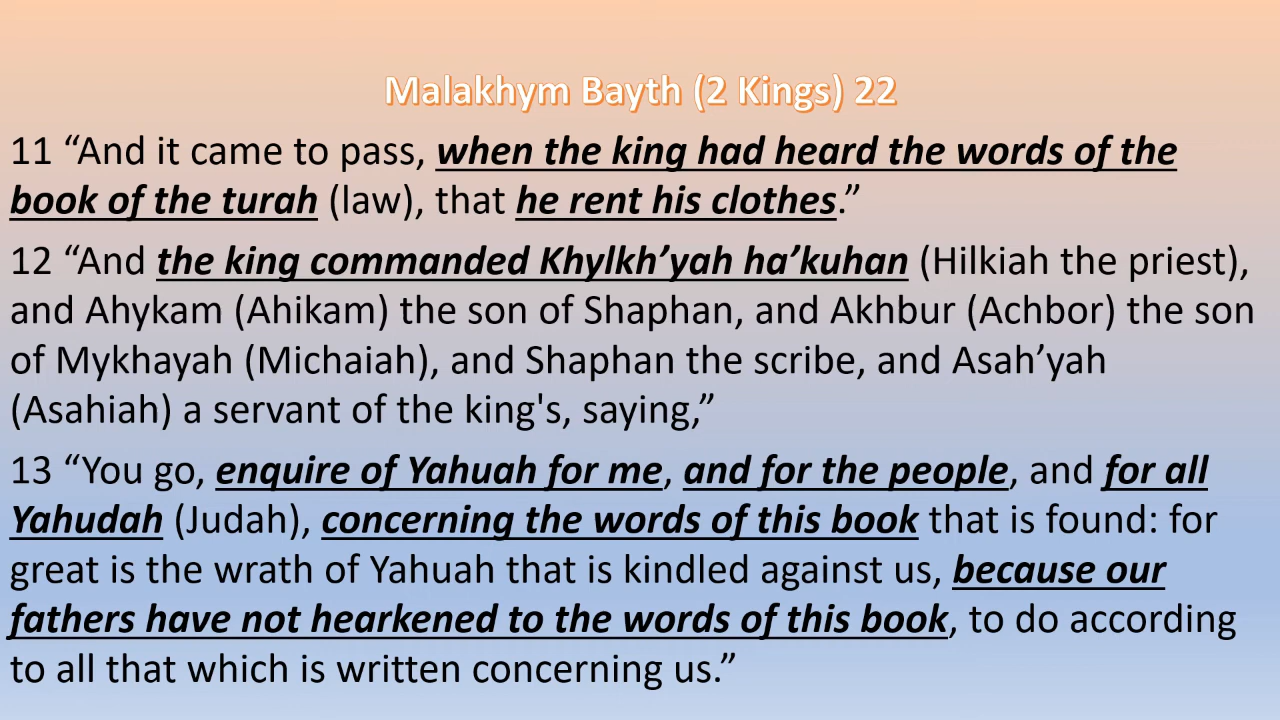 Malakhym Bayth (2 Kings) 22
11 “And it came to pass, when the king had heard the words of the
book of the turah (law), that he rent his clothes.”
12 “And the king commanded Khylkh’yah ha’kuhan (Hilkiah the priest),
and Ahykam (Ahikam) the son of Shaphan, and Akhbur (Achbor) the son
of Mykhayah (Michaiah), and Shaphan the scribe, and Asah’yah
(Asahiah) a servant of the king's, saying,”
13 “You go, enquire of Yahuah for me, and for the people, and for all
Yahudah (Judah), concerning the words of this book that is found: for
great is the wrath of Yahuah that is kindled against us, because our
fathers have not hearkened to the words of this book, to do according
to all that which is written concerning us.”